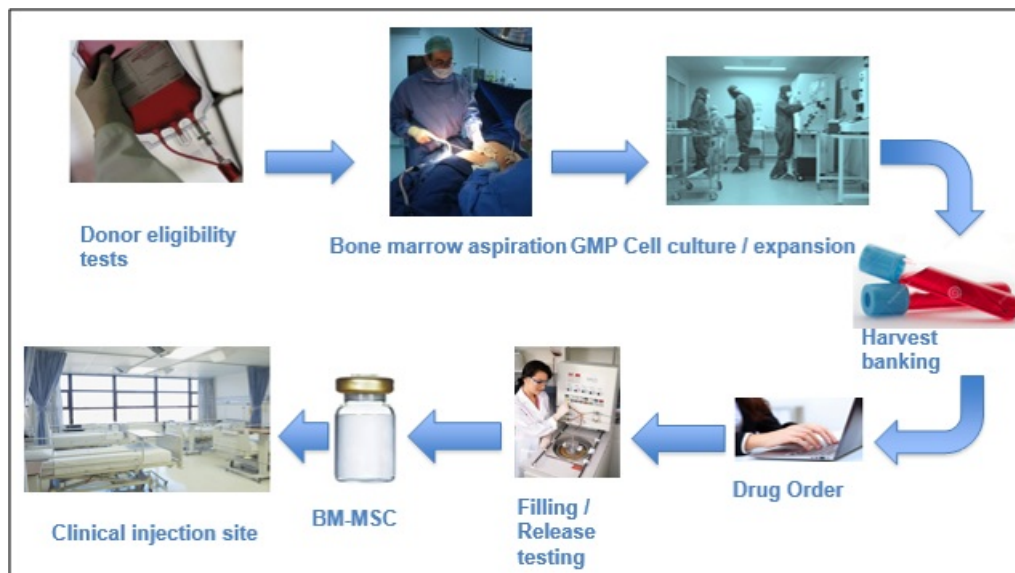 Donor eligibility
tests
Bone marrow aspiration
GMP Cell culture / expansion
Harvest
banking
Drug Order
Filling /
Release
testing
BM-MSC
Clinical injection site